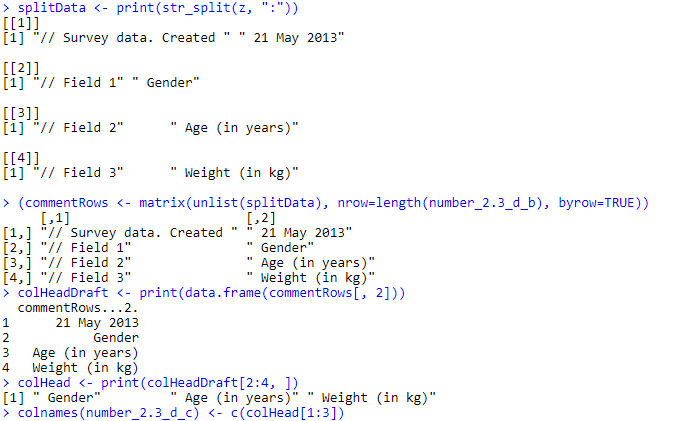 > splitData <- print(str_split(z, ":"))
[[1]]
[1] "// Survey data. Created " " 21 May 2013"
[[2]]
[1] "// Field 1" " Gender"
[[3]]
[1] "// Field 2"      " Age (in years)"
[[4]]
[1] "// Field 3"      " Weight (in kg)"
> (commentRows <- matrix(unlist(splitData), nrow=length(number_2.3_d_b), byrow=TRUE))
     [,1]                       [,2]
[1,] "// Survey data. Created " " 21 May 2013"
[2,] "// Field 1"               " Gender"
[3,] "// Field 2"               " Age (in years)"
[4,] "// Field 3"               " Weight (in kg)"
> colHeadDraft <- print(data.frame(commentRows[, 2]))
  commentRows...2.
1      21 May 2013
2           Gender
3   Age (in years)
4   Weight (in kg)
> colHead <- print(colHeadDraft[2:4, ])
[1] " Gender"         " Age (in years)" " Weight (in kg)"
> colnames(number_2.3_d_c) <- c(colHead[1:3])